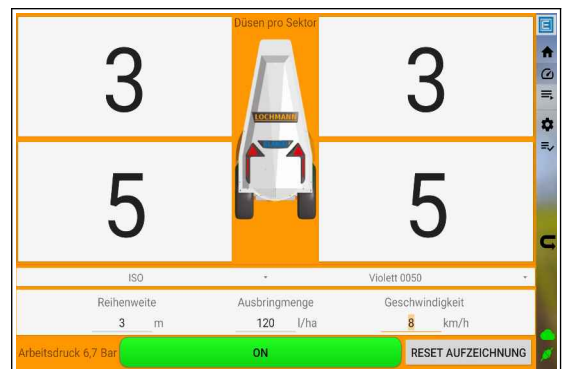 Düsen pro Sektor
3
3
LOCHMANN
5
5
ISO
Violett 0050
Reihenweite
Ausbringmenge
Geschwindigkeit
3 m
120 l/ha
8 km/h
Arbeitsdruck 6,7 Bar
ON
RESET AUFZEICHNUNG